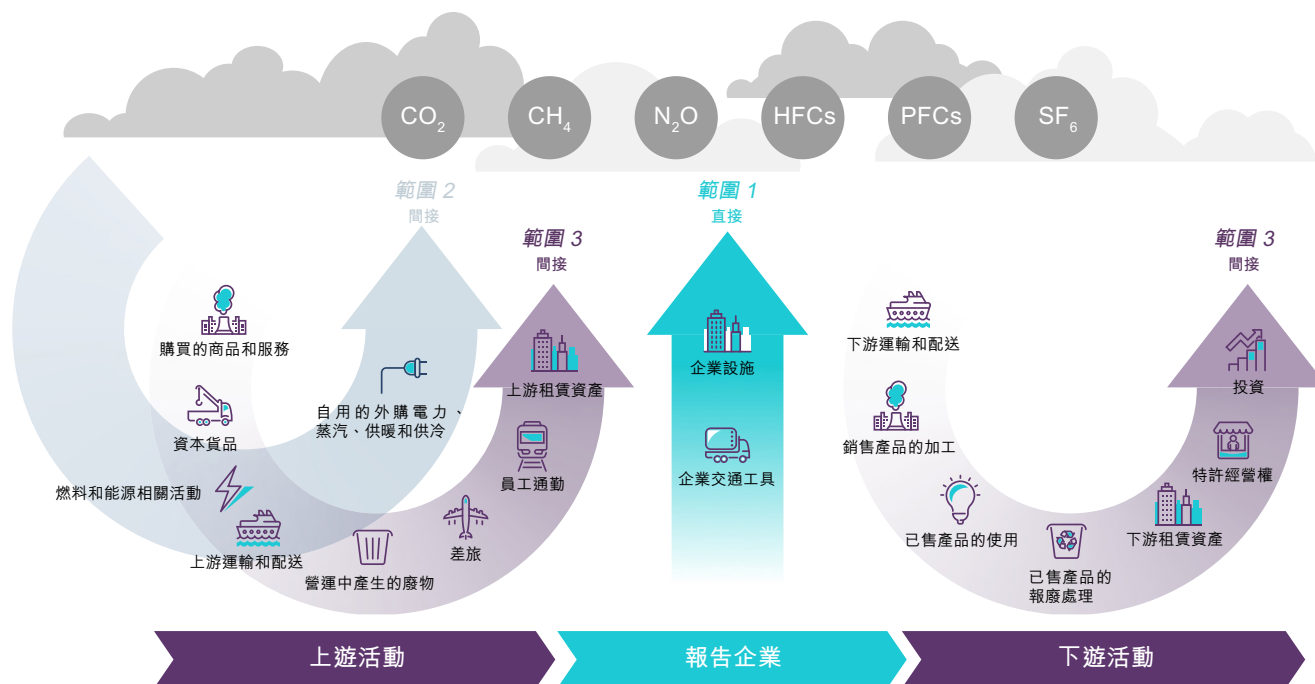 CO₂
CH₄
N₂O
HFCs
PFCs
SF₆
範圍 2
間接
範圍 3
間接
範圍 1
直接
範圍 3
間接
購買的商品和服務
資本貨品
燃料和能源相關活動
上游運輸和配送
營運中產生的廢物
差旅
員工通勤
上游租賃資產
自用的外購電力、
蒸汽、供暖和供冷
企業設施
企業交通工具
下游運輸和配送
銷售產品的加工
已售產品的使用
已售產品的
報廢處理
下游租賃資產
特許經營權
投資
上遊活動
報告企業
下遊活動